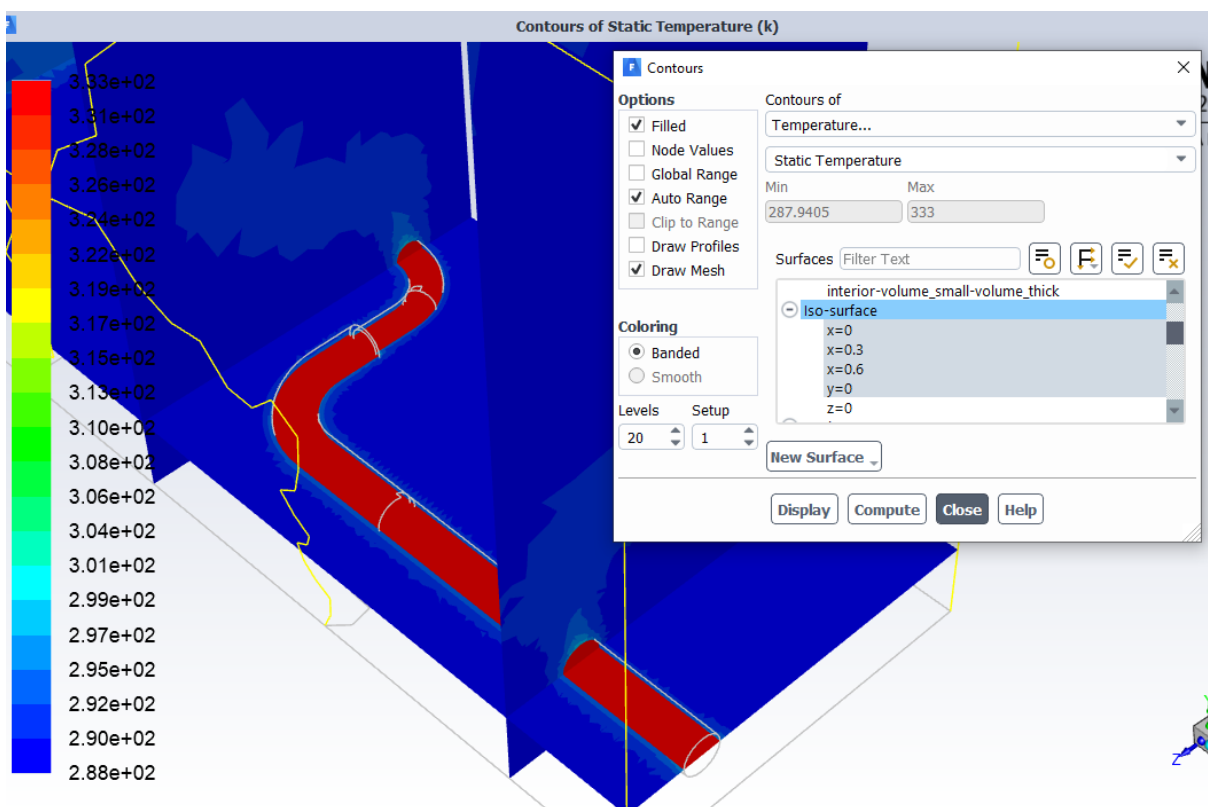 Contours of Static Temperature (k)
3.33e+02
3.31e+02
3.28e+02
3.26e+02
3.24e+02
3.22e+02
3.19e+02
3.17e+02
3.15e+02
3.13e+02
3.10e+02
3.08e+02
3.06e+02
3.04e+02
3.01e+02
2.99e+02
2.97e+02
2.95e+02
2.92e+02
2.90e+02
2.88e+02
Contours
Options
Filled
Node Values
Global Range
Auto Range
Clip to Range
Draw Profiles
Draw Mesh
Coloring
Banded
Smooth
Levels Setup
20 1
Contours of
Temperature...
Static Temperature
Min Max
287.9405 333
Surfaces Filter Text
interior-volume_small-volume_thick
Iso-surface
x=0
x=0.3
x=0.6
y=0
z=0
New Surface
Display Compute Close Help
Z